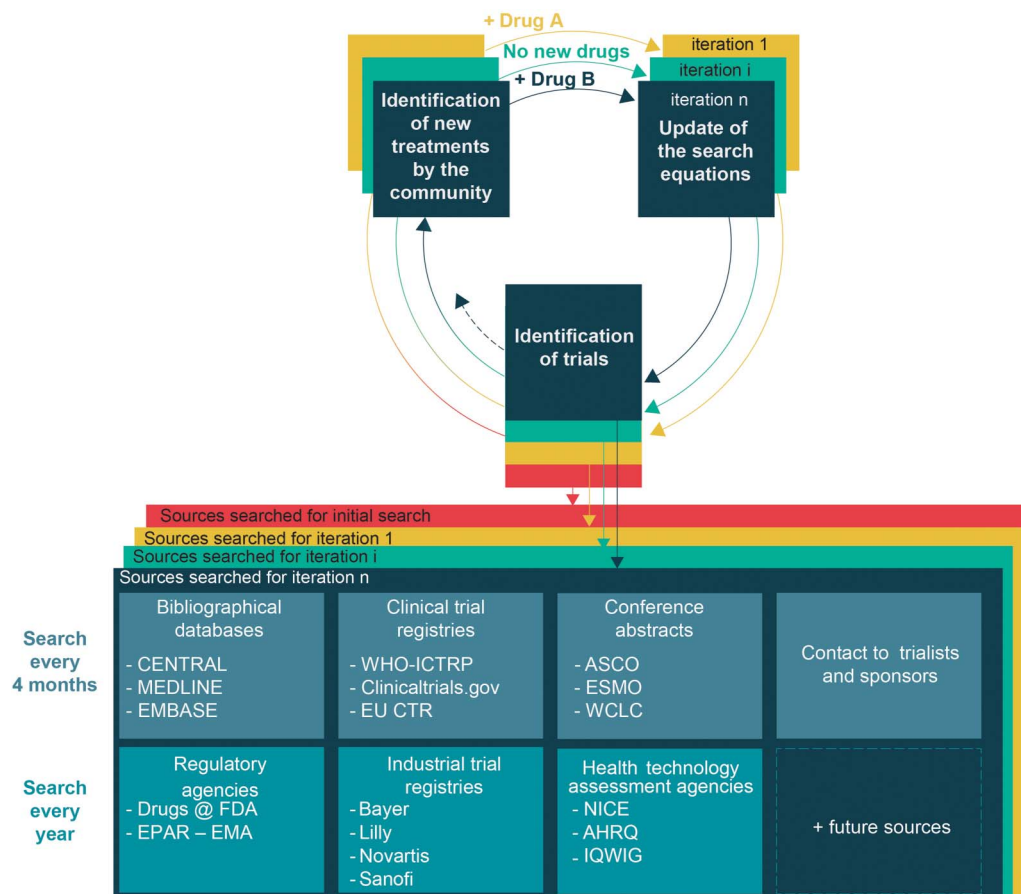 + Drug A
No new drugs
+ Drug B
iteration 1
iteration i
iteration n
Identification
of new
treatments
by the
community
Update of
the search
equations
Identification
of trials
Sources searched for initial search
Sources searched for iteration 1
Sources searched for iteration i
Sources searched for iteration n
Search
every
4 months
Bibliographical
databases
- CENTRAL
- MEDLINE
- EMBASE
Clinical trial
registries
- WHO-ICTRP
- Clinicaltrials.gov
- EU CTR
Conference
abstracts
- ASCO
- ESMO
- WCLC
Contact to trialists
and sponsors
Search
every
year
Regulatory
agencies
- Drugs @ FDA
- EPAR – EMA
Industrial trial
registries
- Bayer
- Lilly
- Novartis
- Sanofi
Health technology
assessment agencies
- NICE
- AHRQ
- IQWIG
+ future sources